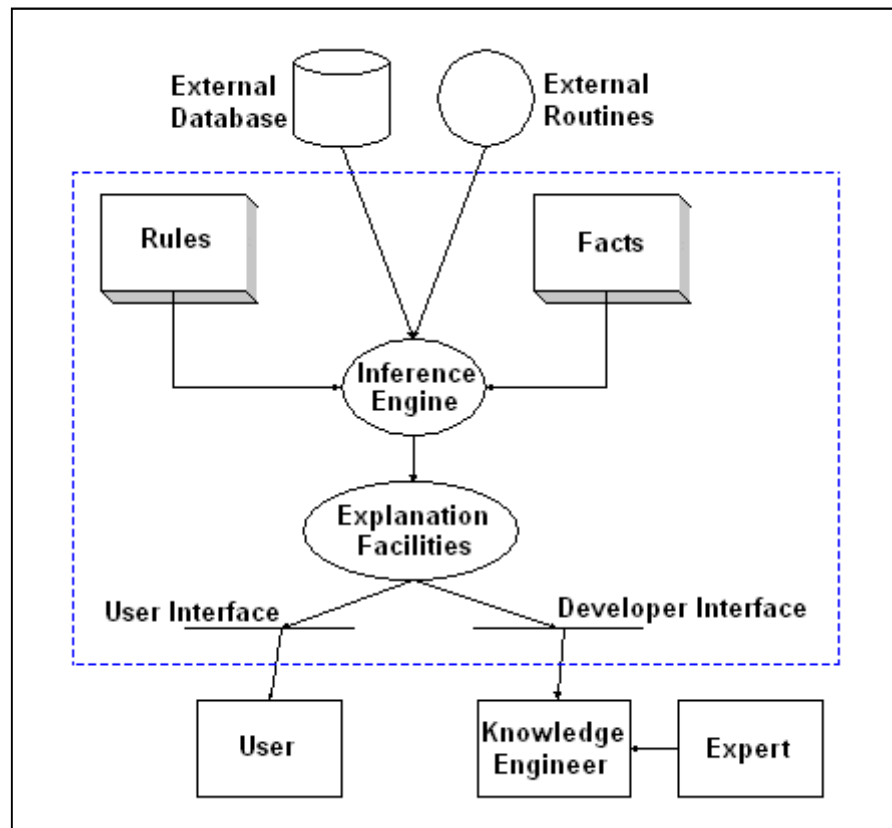 External
Database
External
Routines
Rules
Facts
Inference
Engine
Explanation
Facilities
User Interface
Developer Interface
User
Knowledge
Engineer
Expert